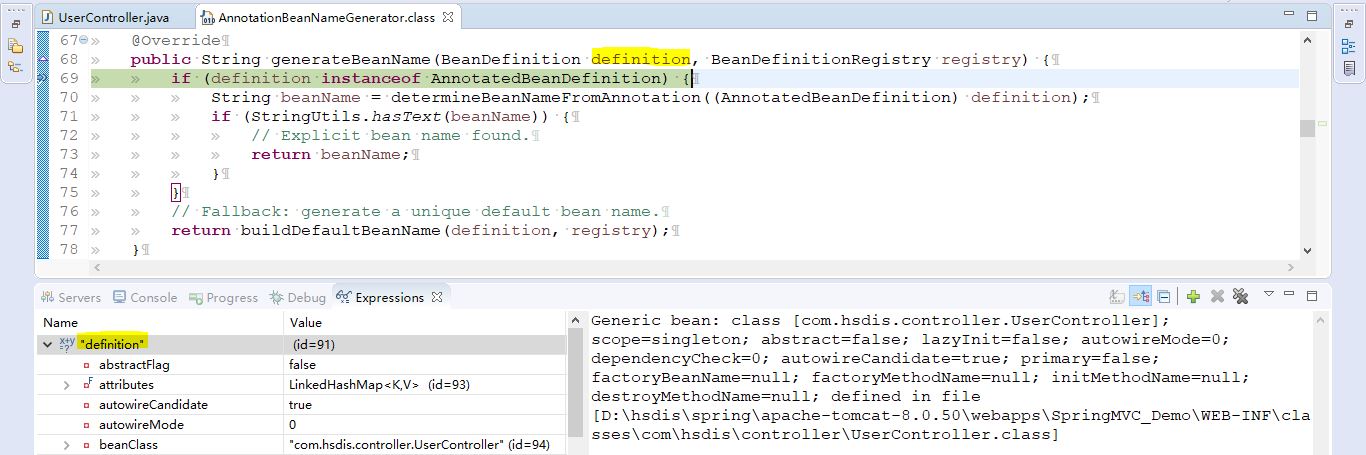 UserController.java AnnotationBeanNameGenerator.class
67 @Override
68 public String generateBeanName(BeanDefinition definition, BeanDefinitionRegistry registry) {
69 if (definition instanceof AnnotatedBeanDefinition) {
70 String beanName = determineBeanNameFromAnnotation((AnnotatedBeanDefinition) definition);
71 if (StringUtils.hasText(beanName)) {
72 // Explicit bean name found.
73 return beanName;
74 }
75 }
76 // Fallback: generate a unique default bean name.
77 return buildDefaultBeanName(definition, registry);
78 }
Servers Console Progress Debug Expressions
Name Value
"definition" (id=91)
abstractFlag false
attributes LinkedHashMap<K,V> (id=93)
autowireCandidate true
autowireMode 0
beanClass "com.hsdis.controller.UserController" (id=94)
Generic bean: class [com.hsdis.controller.UserController];
scope=singleton; abstract=false; lazyInit=false; autowireMode=0;
dependencyCheck=0; autowireCandidate=true; primary=false;
factoryBeanName=null; factoryMethodName=null; initMethodName=null;
destroyMethodName=null; defined in file
[D:\hsdis\spring\apache-tomcat-8.0.50\webapps\SpringMVC_Demo\WEB-INF\cla
sses\com\hsdis\controller\UserController.class]